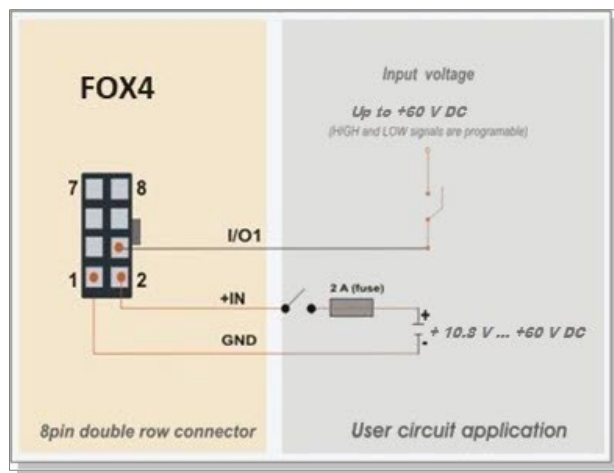 FOX4
Input voltage
Up to +60 V DC
(HIGH and LOW signals are programable)
7
8
I/O1
1
2
+IN
2 A (fuse)
+
-
+ 10.8 V ... +60 V DC
GND
8pin double row connector
User circuit application